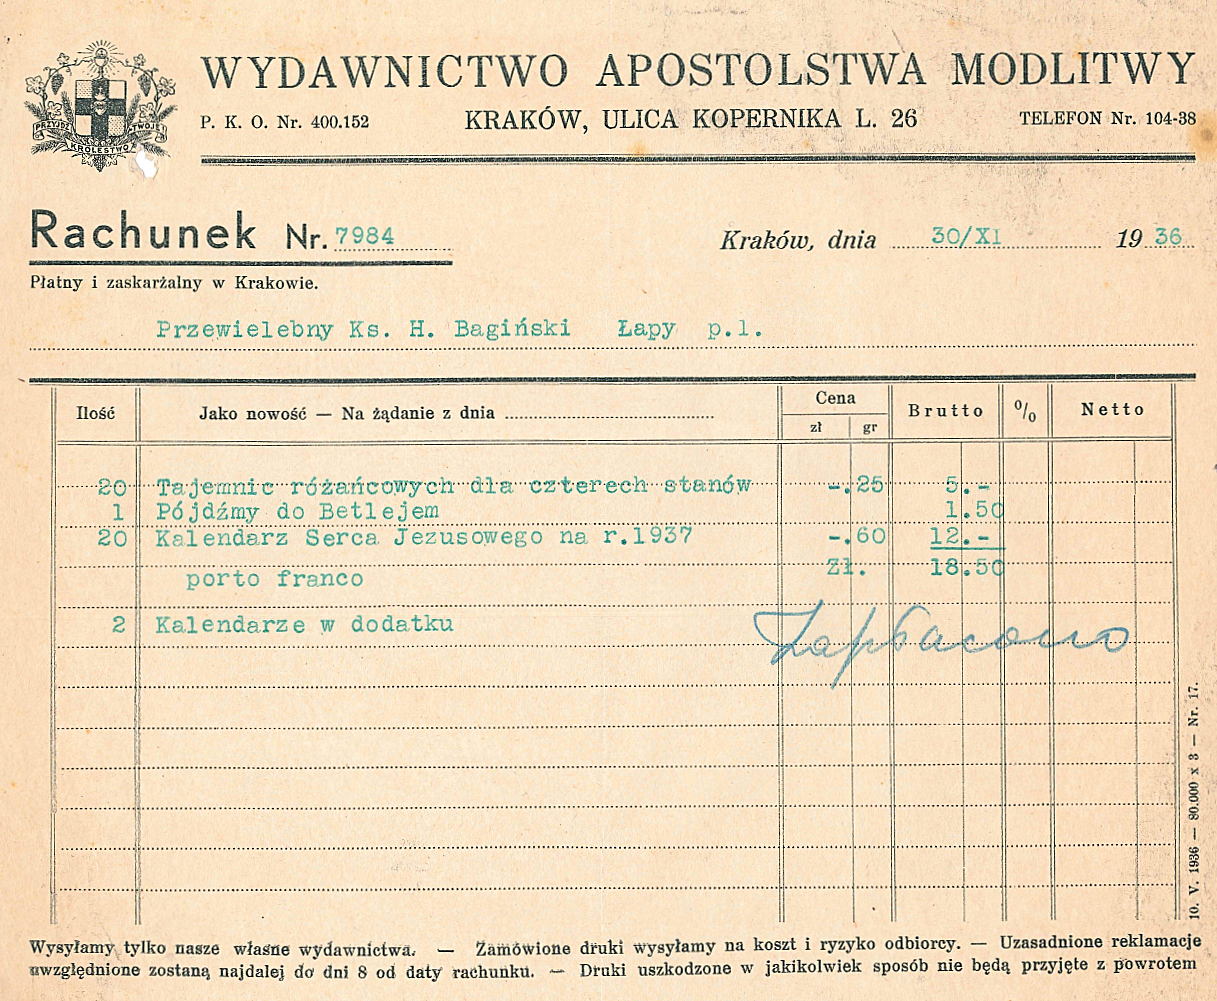 WYDAWNICTWO APOSTOLSTWA MODLITWY
PRZYJDŹ KRÓLESTWO TWOJE
P. K. O. Nr. 400.152 KRAKÓW, ULICA KOPERNIKA L. 26 TELEFON Nr. 104-38
Rachunek Nr. 7984 Kraków, dnia 30/XI 1936
Płatny i zaskarżalny w Krakowie.
Przewielebny Ks. H. Bagiński Łapy p.l.
Ilość Jako nowość — Na żądanie z dnia Cena zł gr Brutto % Netto
20 Tajemnic różańcowych dla czterech stanów -.25 5.-
1 Pójdźmy do Betlejem 1.50
20 Kalendarz Serca Jezusowego na r.1937 -.60 12.-
porto franco Zł. 18.50
2 Kalendarze w dodatku
Zapłacono
10. V. 1936 — 80.000 x 3 — Nr. 17.
Wysyłamy tylko nasze własne wydawnictwa. — Zamówione druki wysyłamy na koszt i ryzyko odbiorcy. — Uzasadnione reklamacje
uwzględnione zostaną najdalej do dni 8 od daty rachunku. — Druki uszkodzone w jakikolwiek sposób nie będą przyjęte z powrotem